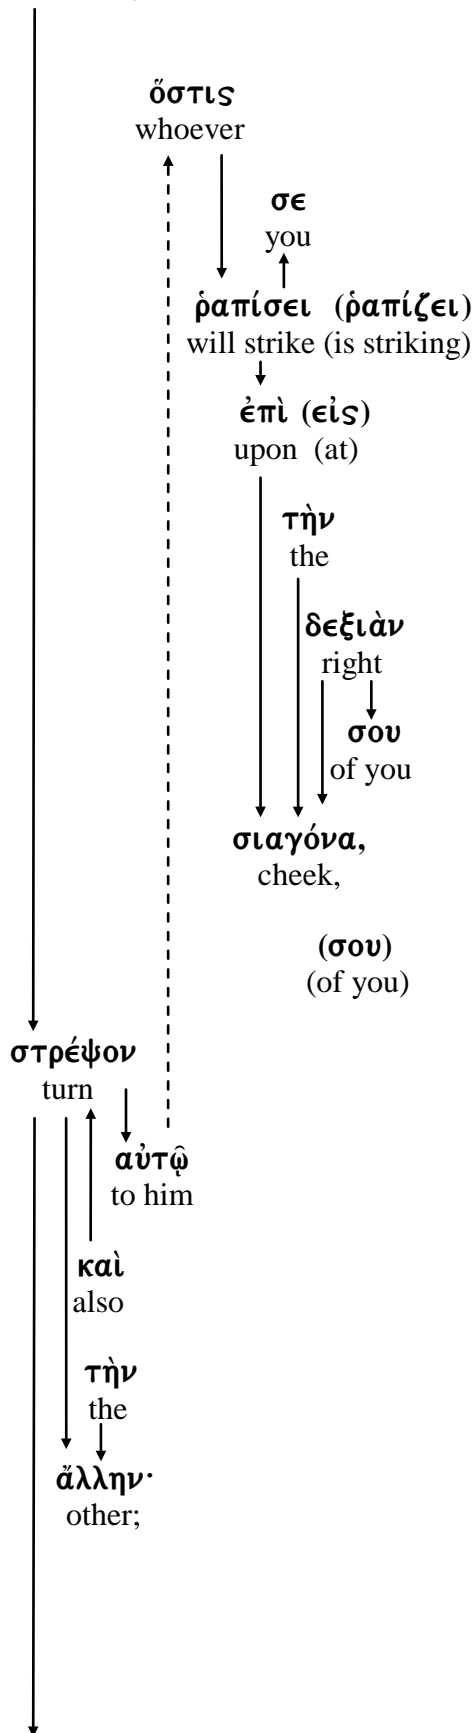 ὅστις
whoever
σε
you
ῥαπίσει (ῥαπίζει)
will strike (is striking)
ἐπὶ (εἰς)
upon (at)
τὴν
the
δεξιὰν
right
σου
of you
σιαγόνα,
cheek,
(σου)
(of you)
στρέψον
turn
αὐτῷ
to him
καὶ
also
τὴν
the
ἄλλην·
other;